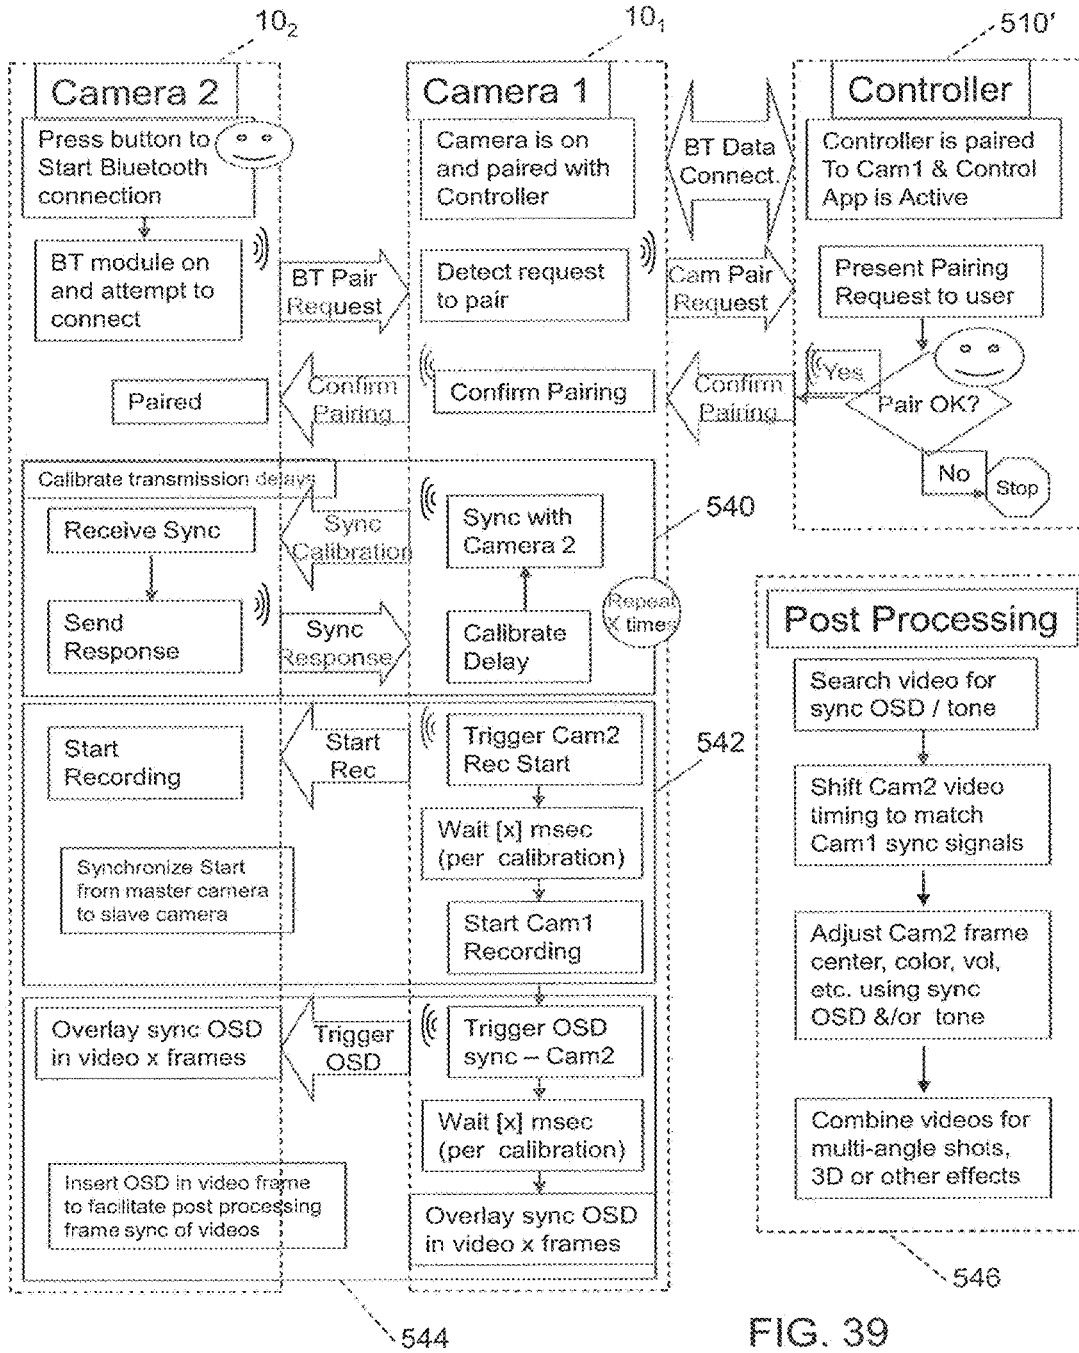 10₂
10₁
510'
Camera 2
Press button to
Start Bluetooth
connection
BT module on
and attempt to
connect
BT Pair
Request
Confirm
Pairing
Paired
Camera 1
Camera is on
and paired with
Controller
Detect request
to pair
Confirm Pairing
BT Data
Connect.
Cam Pair
Request
Confirm
Pairing
Controller
Controller is paired
To Cam1 & Control
App is Active
Present Pairing
Request to user
Yes
Pair OK?
No
Stop
Calibrate transmission delays
Receive Sync
Send
Response
Sync
Calibration
Sync
Response
Sync with
Camera 2
Calibrate
Delay
Repeat
X times
540
Start
Recording
Synchronize Start
from master camera
to slave camera
Start
Rec
Trigger Cam2
Rec Start
Wait [x] msec
(per calibration)
Start Cam1
Recording
542
Overlay sync OSD
in video x frames
Insert OSD in video frame
to facilitate post processing
frame sync of videos
Trigger
OSD
Trigger OSD
sync – Cam2
Wait [x] msec
(per calibration)
Overlay sync OSD
in video x frames
544
Post Processing
Search video for
sync OSD / tone
Shift Cam2 video
timing to match
Cam1 sync signals
Adjust Cam2 frame
center, color, vol,
etc. using sync
OSD &/or tone
Combine videos for
multi-angle shots,
3D or other effects
546
FIG. 39